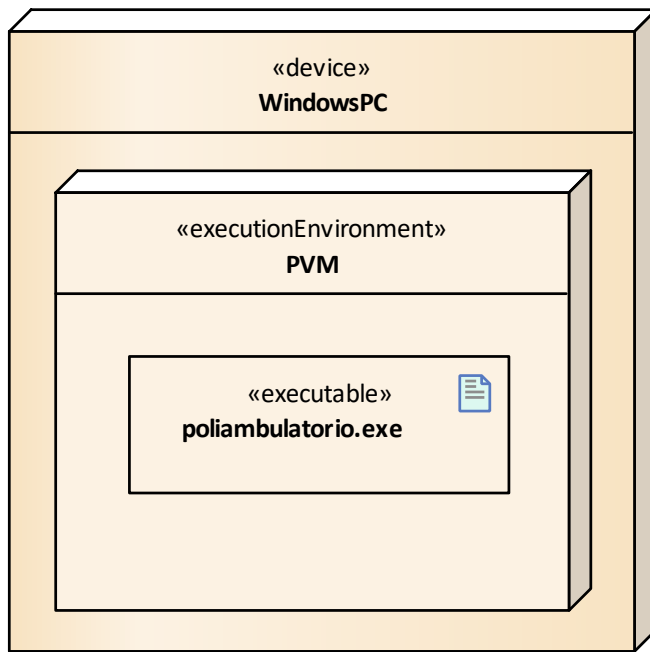 «device»
WindowsPC
«executionEnvironment»
PVM
«executable»
poliambulatorio.exe